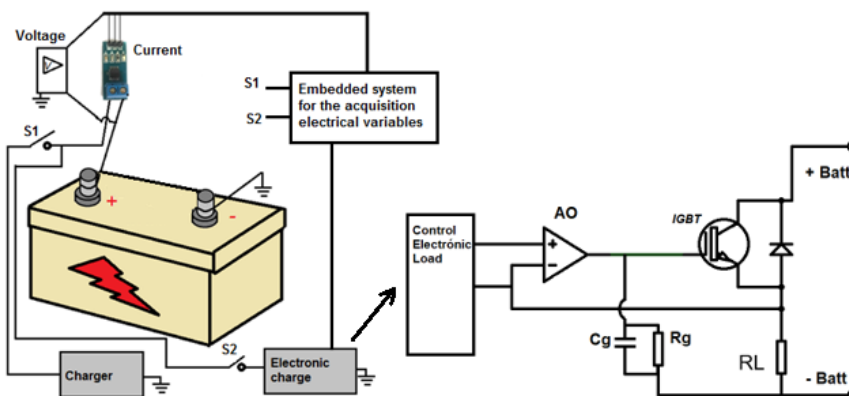 Voltage
Current
S1
+
-
Charger
S2
Electronic
charge
S1
S2
Embedded system
for the acquisition
electrical variables
Control
Electrónic
Load
AO
+
−
IGBT
Cg
Rg
RL
+ Batt
- Batt